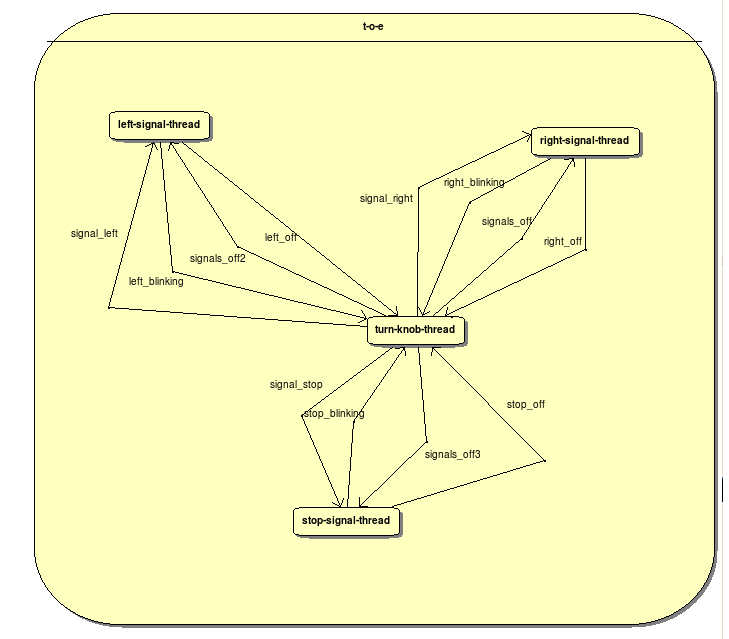 t-o-e
left-signal-thread
right-signal-thread
right_blinking
signal_right
signals_off
signal_left
left_off
right_off
signals_off2
left_blinking
turn-knob-thread
signal_stop
stop_off
stop_blinking
signals_off3
stop-signal-thread